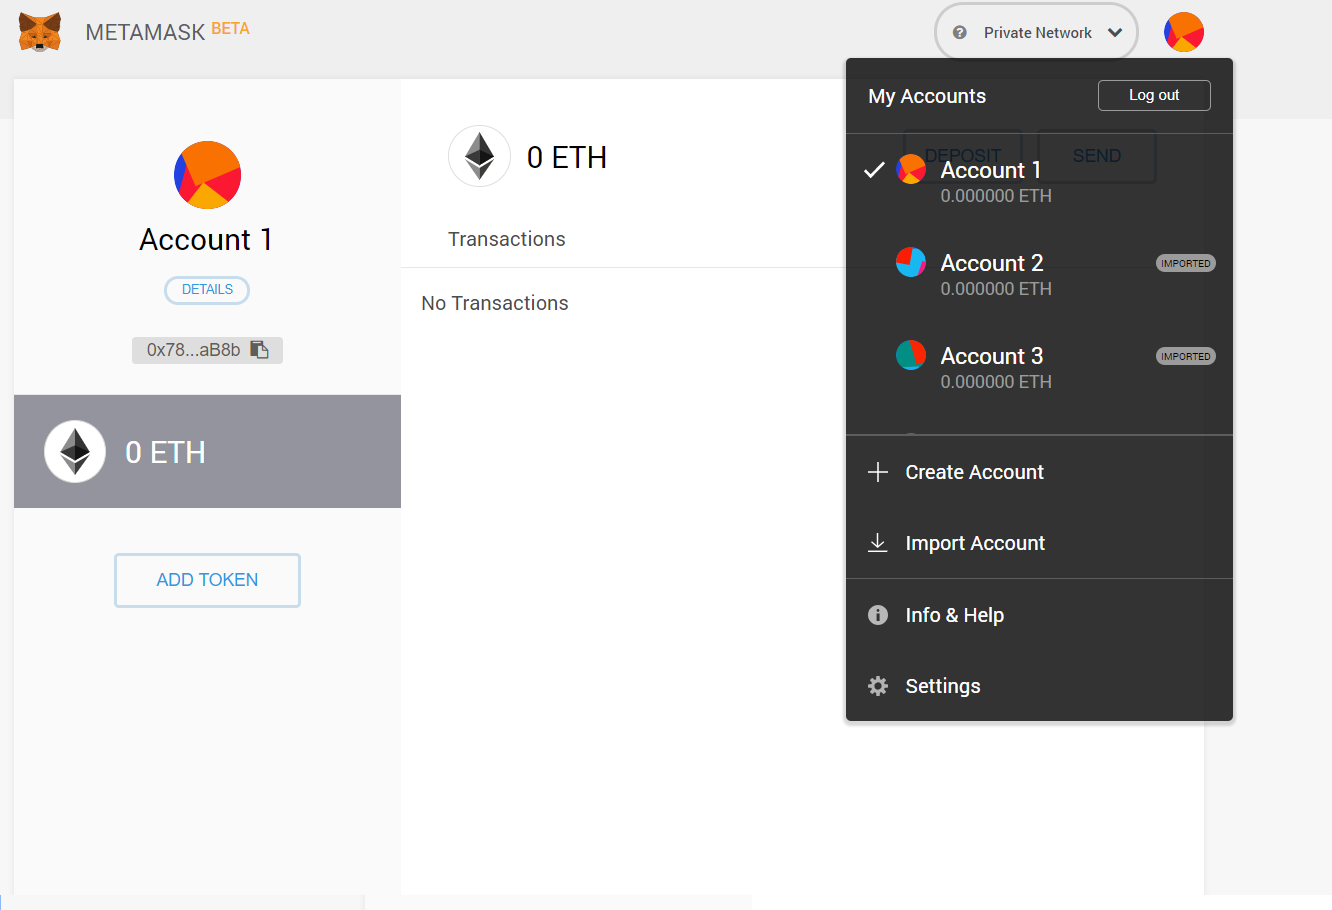 METAMASK BETA
Private Network
My Accounts
Log out
DEPOSIT
SEND
Account 1
0.000000 ETH
Account 2
IMPORTED
0.000000 ETH
Account 3
IMPORTED
0.000000 ETH
Create Account
Import Account
Info & Help
Settings
Account 1
DETAILS
0x78...aB8b
0 ETH
ADD TOKEN
0 ETH
Transactions
No Transactions